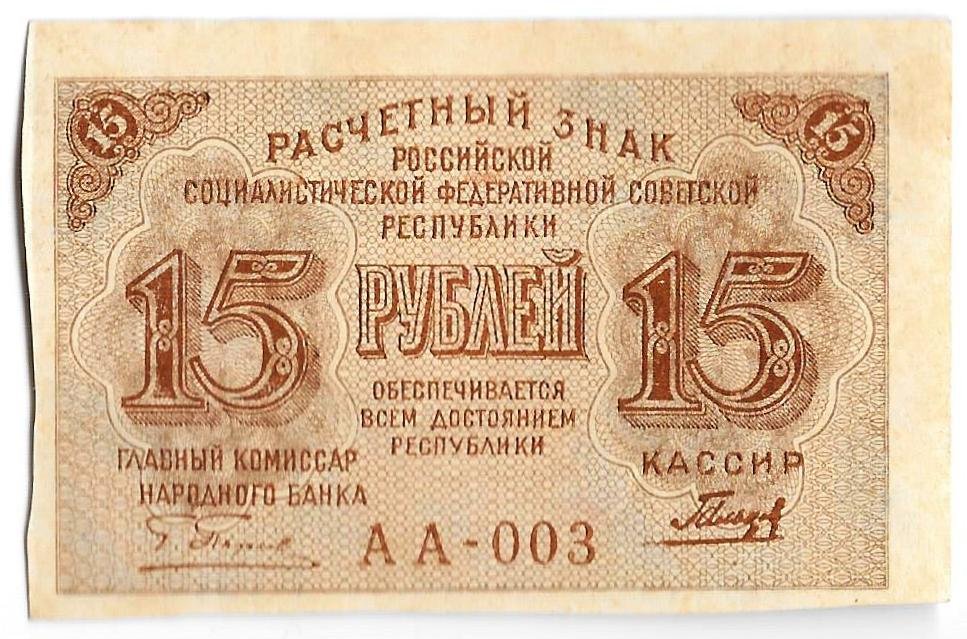 15 15
РАСЧЕТНЫЙ ЗНАК
РОССИЙСКОЙ
СОЦИАЛИСТИЧЕСКОЙ ФЕДЕРАТИВНОЙ СОВЕТСКОЙ
РЕСПУБЛИКИ
15 РУБЛЕЙ 15
ОБЕСПЕЧИВАЕТСЯ
ВСЕМ ДОСТОЯНИЕМ
РЕСПУБЛИКИ
ГЛАВНЫЙ КОМИССАР
НАРОДНОГО БАНКА
КАССИР
АА-003